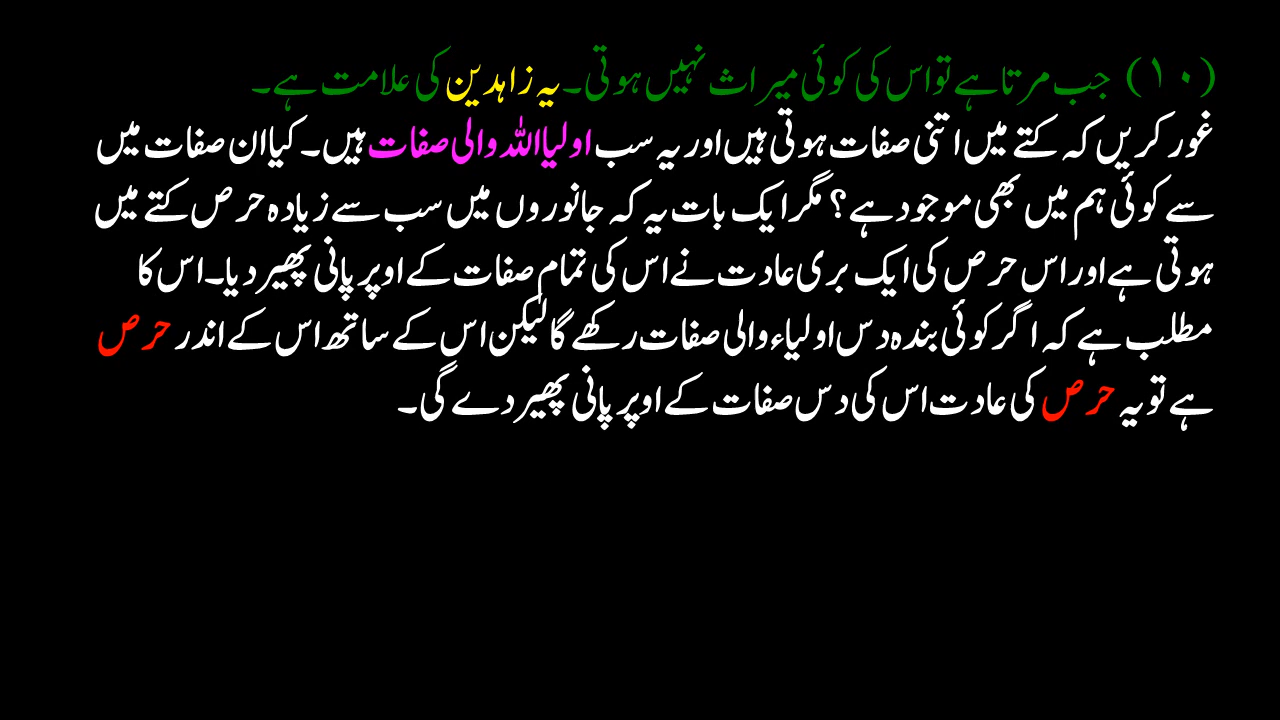 (۱۰) جب مرتا ہے تو اس کی کوئی میراث نہیں ہوتی۔ یہ زاہدین کی علامت ہے۔
غور کریں کہ کتے میں اتنی صفات ہوتی ہیں اور یہ سب اولیااللہ والی صفات ہیں۔ کیا ان صفات میں
سے کوئی ہم میں بھی موجود ہے؟ مگر ایک بات یہ کہ جانوروں میں سب سے زیادہ حرص کتے میں
ہوتی ہے اور اس حرص کی ایک بری عادت نے اس کی تمام صفات کے اوپر پانی پھیر دیا۔ اس کا
مطلب ہے کہ اگر کوئی بندہ دس اولیاء والی صفات رکھے گا لیٰکن اس کے ساتھ اس کے اندر حرص
ہے تو یہ حرص کی عادت اس کی دس صفات کے اوپر پانی پھیر دے گی۔